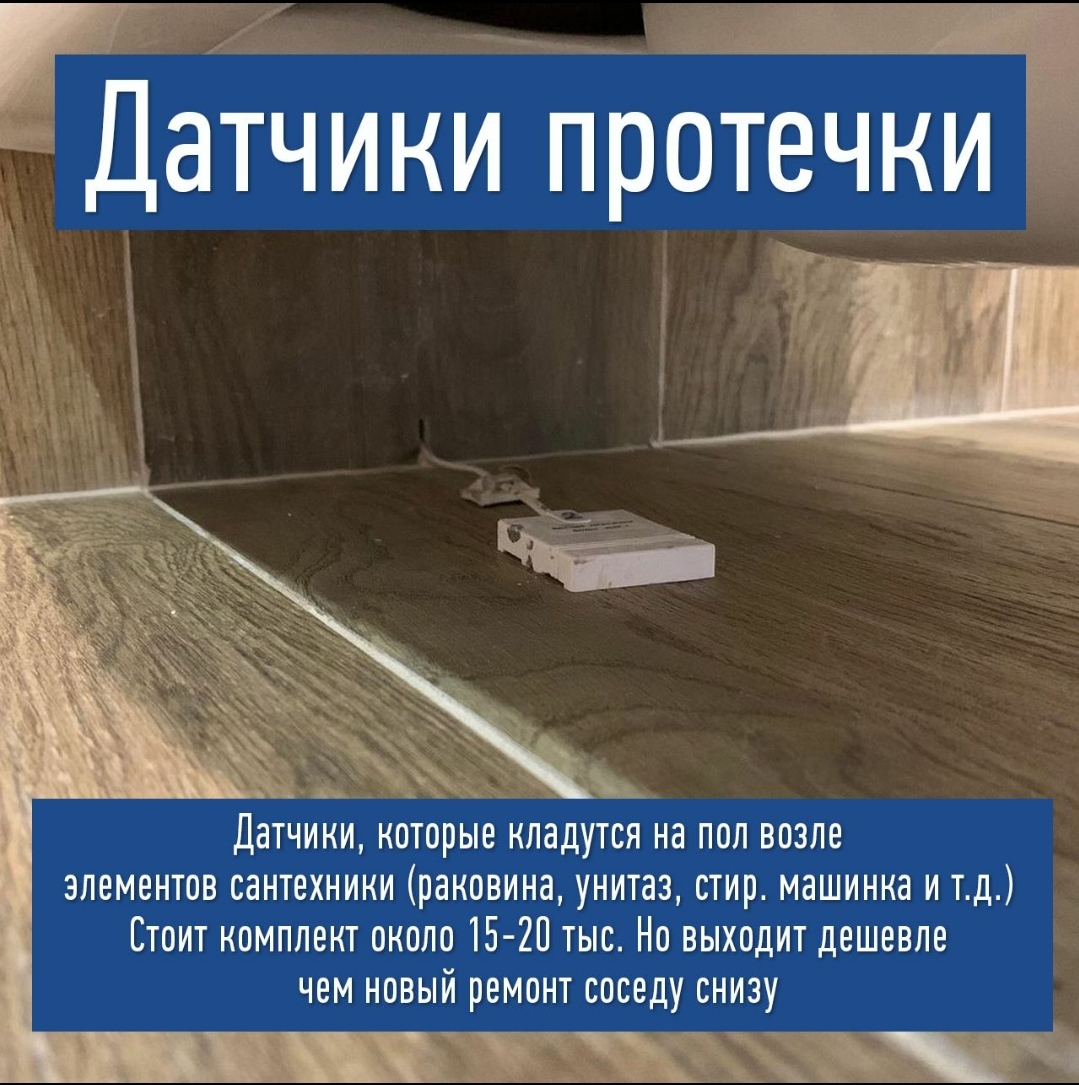 Датчики протечки
2
Датчики, которые кладутся на пол возле
элементов сантехники (раковина, унитаз, стир. машинка и т.д.)
Стоит комплект около 15-20 тыс. Но выходит дешевле
чем новый ремонт соседу снизу